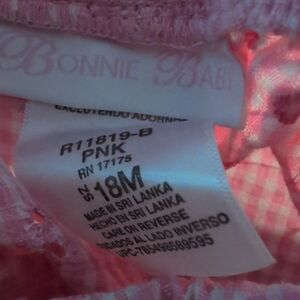 BONNIE BABY
EXCLUYENDO ADORNO
R11819-B
PNK
RN 17175
SZ 18M
MADE IN SRI LANKA
HECHO EN SRI LANKA
CARE ON REVERSE
CUIDADOS AL LADO INVERSO